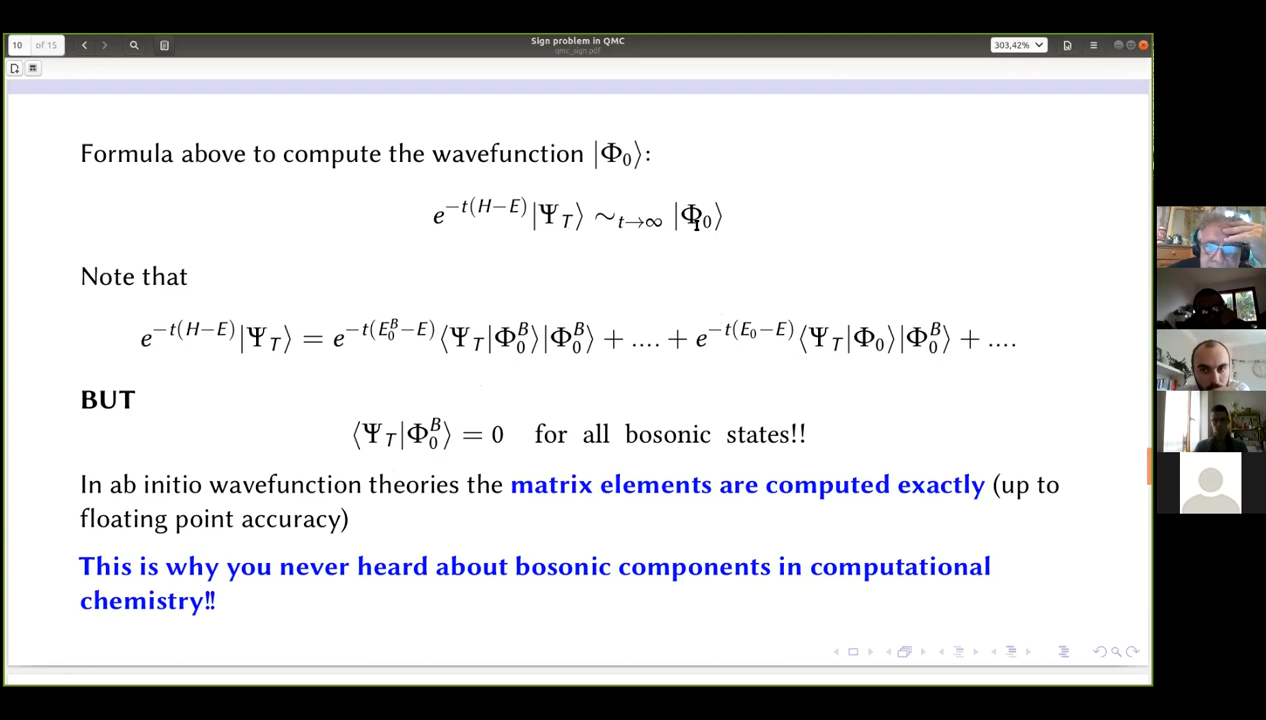 Sign problem in QMC
qmc_sign.pdf
10 of 15
303,42%
Formula above to compute the wavefunction |Φ₀⟩:
e^{-t(H-E)}|Ψ_T⟩ ∼_{t→∞} |Φ₀⟩
Note that
e^{-t(H-E)}|Ψ_T⟩ = e^{-t(E₀^B-E)}⟨Ψ_T|Φ₀^B⟩|Φ₀^B⟩ + .... + e^{-t(E₀-E)}⟨Ψ_T|Φ₀⟩|Φ₀^B⟩ + ....
BUT
⟨Ψ_T|Φ₀^B⟩ = 0 for all bosonic states!!
In ab initio wavefunction theories the matrix elements are computed exactly (up to
floating point accuracy)
This is why you never heard about bosonic components in computational
chemistry!!